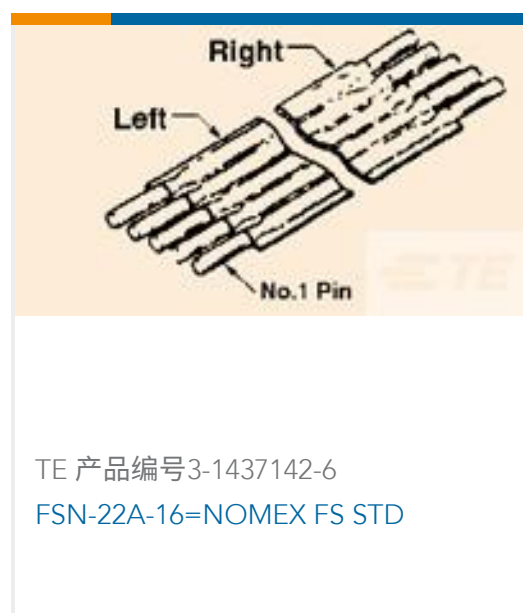 Right
Left
No.1 Pin
TE
TE 产品编号3-1437142-6
FSN-22A-16=NOMEX FS STD